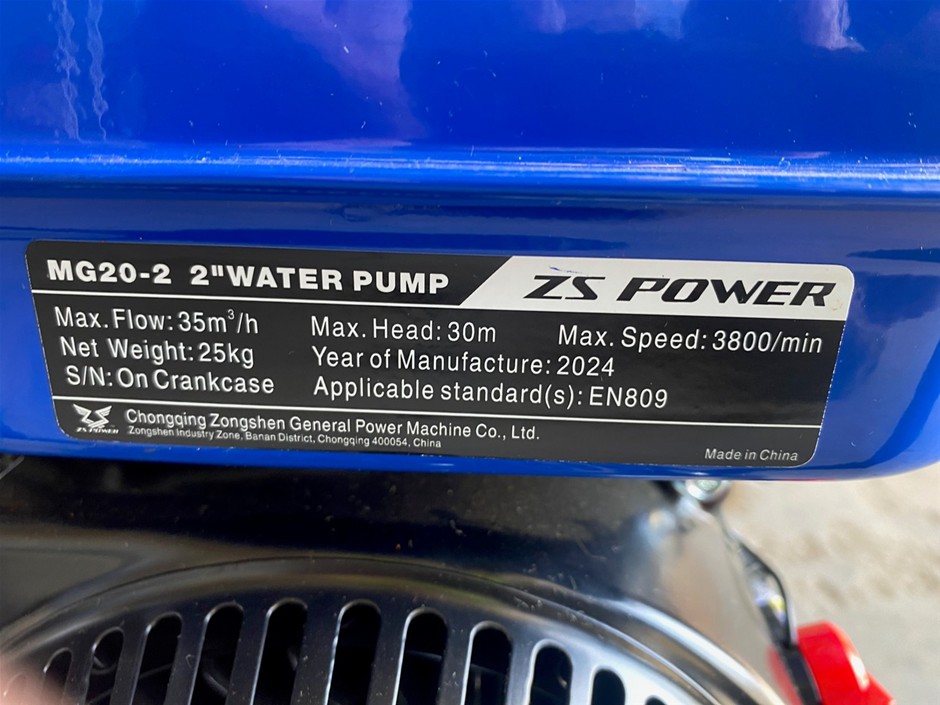 MG20-2 2"WATER PUMP ZS POWER
Max. Flow: 35m³/h Max. Head: 30m Max. Speed: 3800/min
Net Weight: 25kg Year of Manufacture: 2024
S/N: On Crankcase Applicable standard(s): EN809
ZS POWER Chongqing Zongshen General Power Machine Co., Ltd.
Zongshen Industry Zone, Banan District, Chongqing 400054, China
Made in China